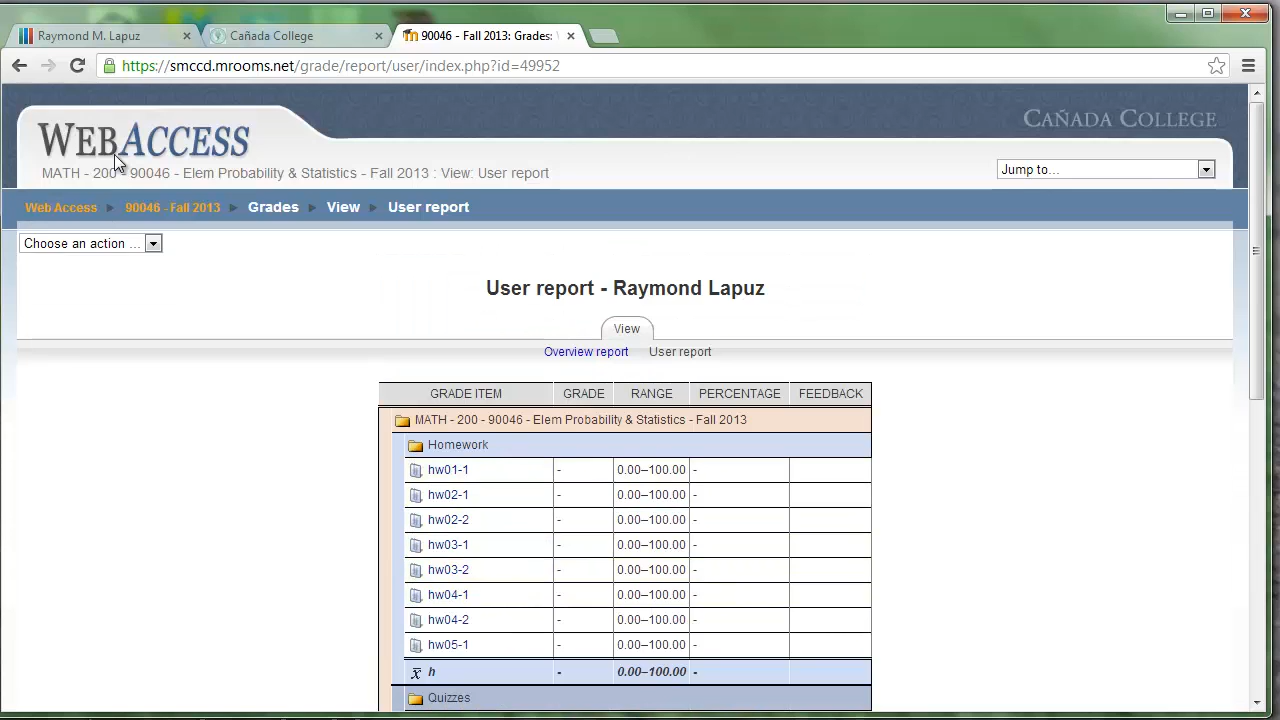 Raymond M. Lapuz
Cañada College
90046 - Fall 2013: Grades:
https://smccd.mrooms.net/grade/report/user/index.php?id=49952
WEBACCESS
CAÑADA COLLEGE
MATH - 200 - 90046 - Elem Probability & Statistics - Fall 2013 : View: User report
Jump to...
Web Access 90046 - Fall 2013 Grades View User report
Choose an action ...
User report - Raymond Lapuz
View
Overview report User report
GRADE ITEM GRADE RANGE PERCENTAGE FEEDBACK
MATH - 200 - 90046 - Elem Probability & Statistics - Fall 2013
Homework
hw01-1 - 0.00–100.00 -
hw02-1 - 0.00–100.00 -
hw02-2 - 0.00–100.00 -
hw03-1 - 0.00–100.00 -
hw03-2 - 0.00–100.00 -
hw04-1 - 0.00–100.00 -
hw04-2 - 0.00–100.00 -
hw05-1 - 0.00–100.00 -
x̄ h - 0.00–100.00 -
Quizzes